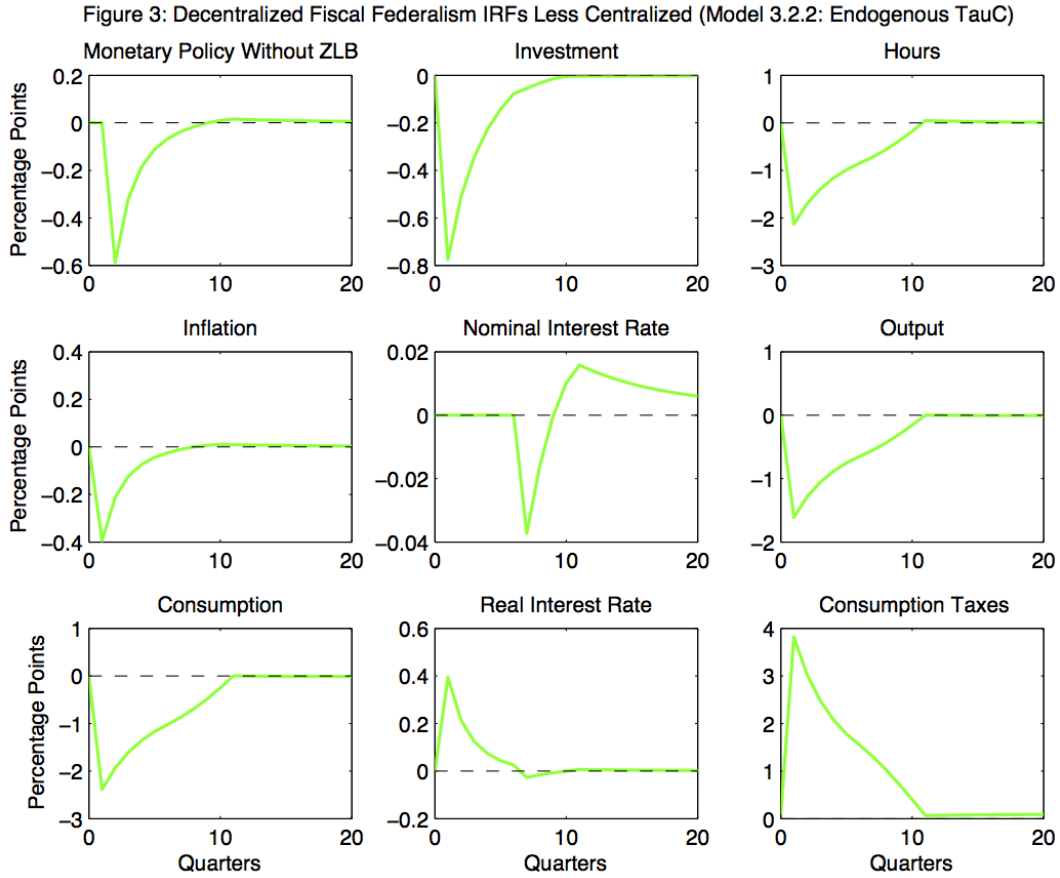 Figure 3: Decentralized Fiscal Federalism IRFs Less Centralized (Model 3.2.2: Endogenous TauC)
Monetary Policy Without ZLB
Percentage Points
0.2
0
−0.2
−0.4
−0.6
0 10 20
Investment
0
−0.2
−0.4
−0.6
−0.8
0 10 20
Hours
1
0
−1
−2
−3
0 10 20
Inflation
Percentage Points
0.4
0.2
0
−0.2
−0.4
0 10 20
Nominal Interest Rate
0.02
0
−0.02
−0.04
0 10 20
Output
1
0
−1
−2
0 10 20
Consumption
Percentage Points
1
0
−1
−2
−3
0 10 20
Quarters
Real Interest Rate
0.6
0.4
0.2
0
−0.2
0 10 20
Quarters
Consumption Taxes
4
3
2
1
0
0 10 20
Quarters